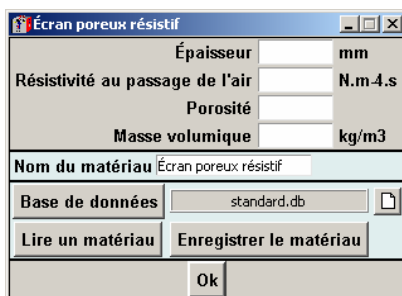 Écran poreux résistif
Épaisseur mm
Résistivité au passage de l'air N.m-4.s
Porosité
Masse volumique kg/m3
Nom du matériau Écran poreux résistif
Base de données standard.db
Lire un matériau Enregistrer le matériau
Ok